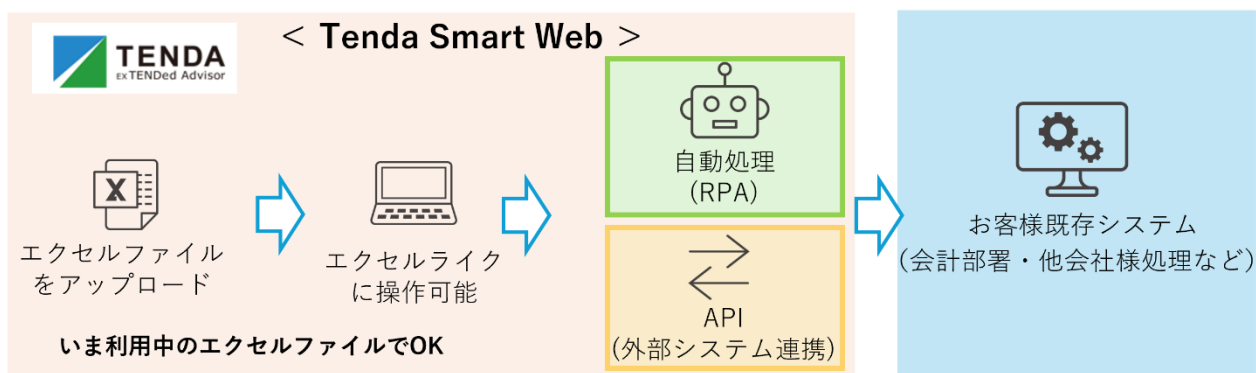 TENDA
EXTENDed Advisor
< Tenda Smart Web >
X
エクセルファイル
をアップロード
エクセルライク
に操作可能
いま利用中のエクセルファイルでOK
自動処理
(RPA)
API
(外部システム連携)
お客様既存システム
(会計部署・他会社様処理など)